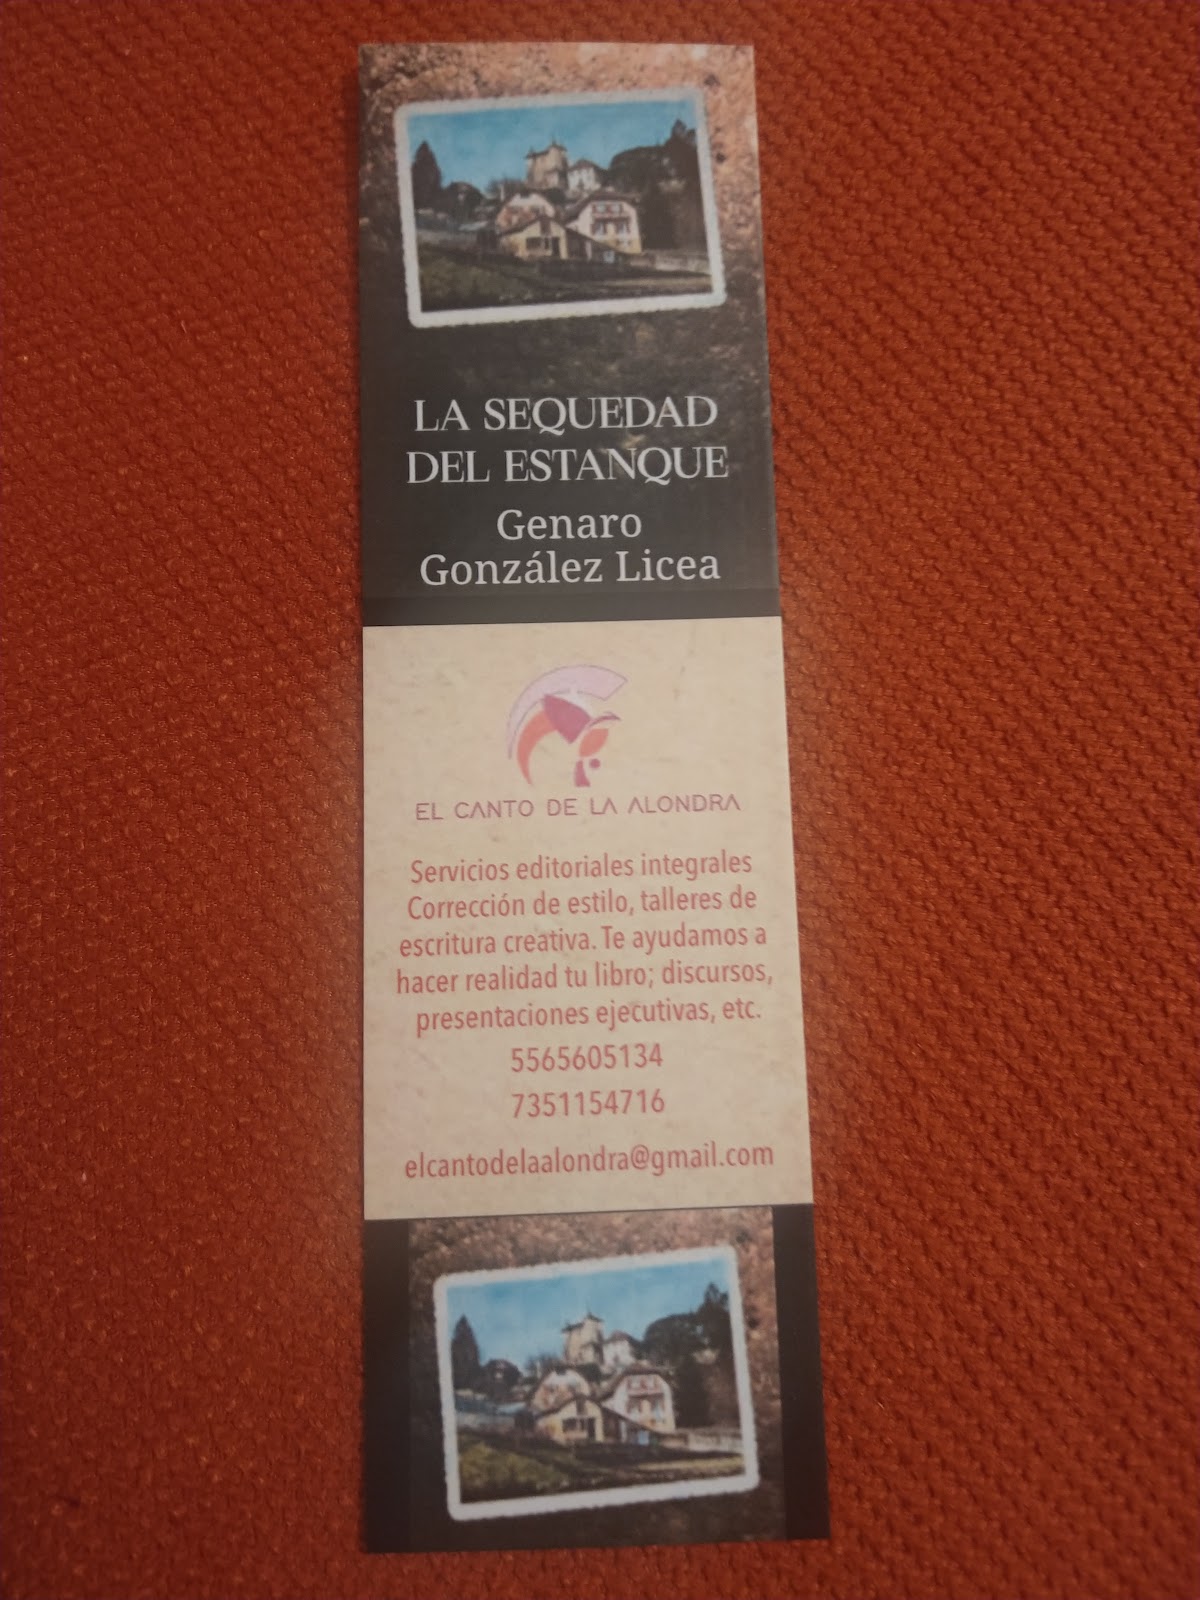 LA SEQUEDAD
DEL ESTANQUE
Genaro
González Licea
EL CANTO DE LA ALONDRA
Servicios editoriales integrales
Corrección de estilo, talleres de
escritura creativa. Te ayudamos a
hacer realidad tu libro; discursos,
presentaciones ejecutivas, etc.
5565605134
7351154716
elcantodelaalondra@gmail.com